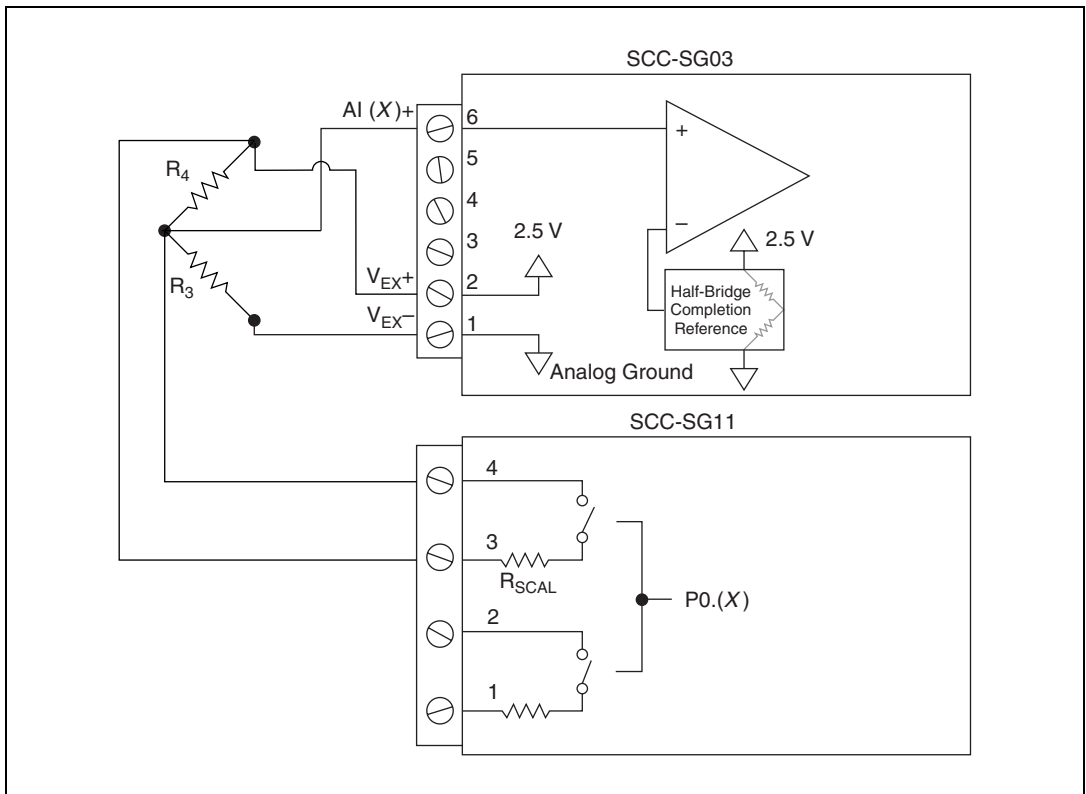 SCC-SG03
AI (X)+
6
5
4
3
2
1
R4
R3
VEX+
VEX–
+
–
2.5 V
2.5 V
Half-Bridge
Completion
Reference
Analog Ground
SCC-SG11
4
3
RSCAL
2
1
P0.(X)